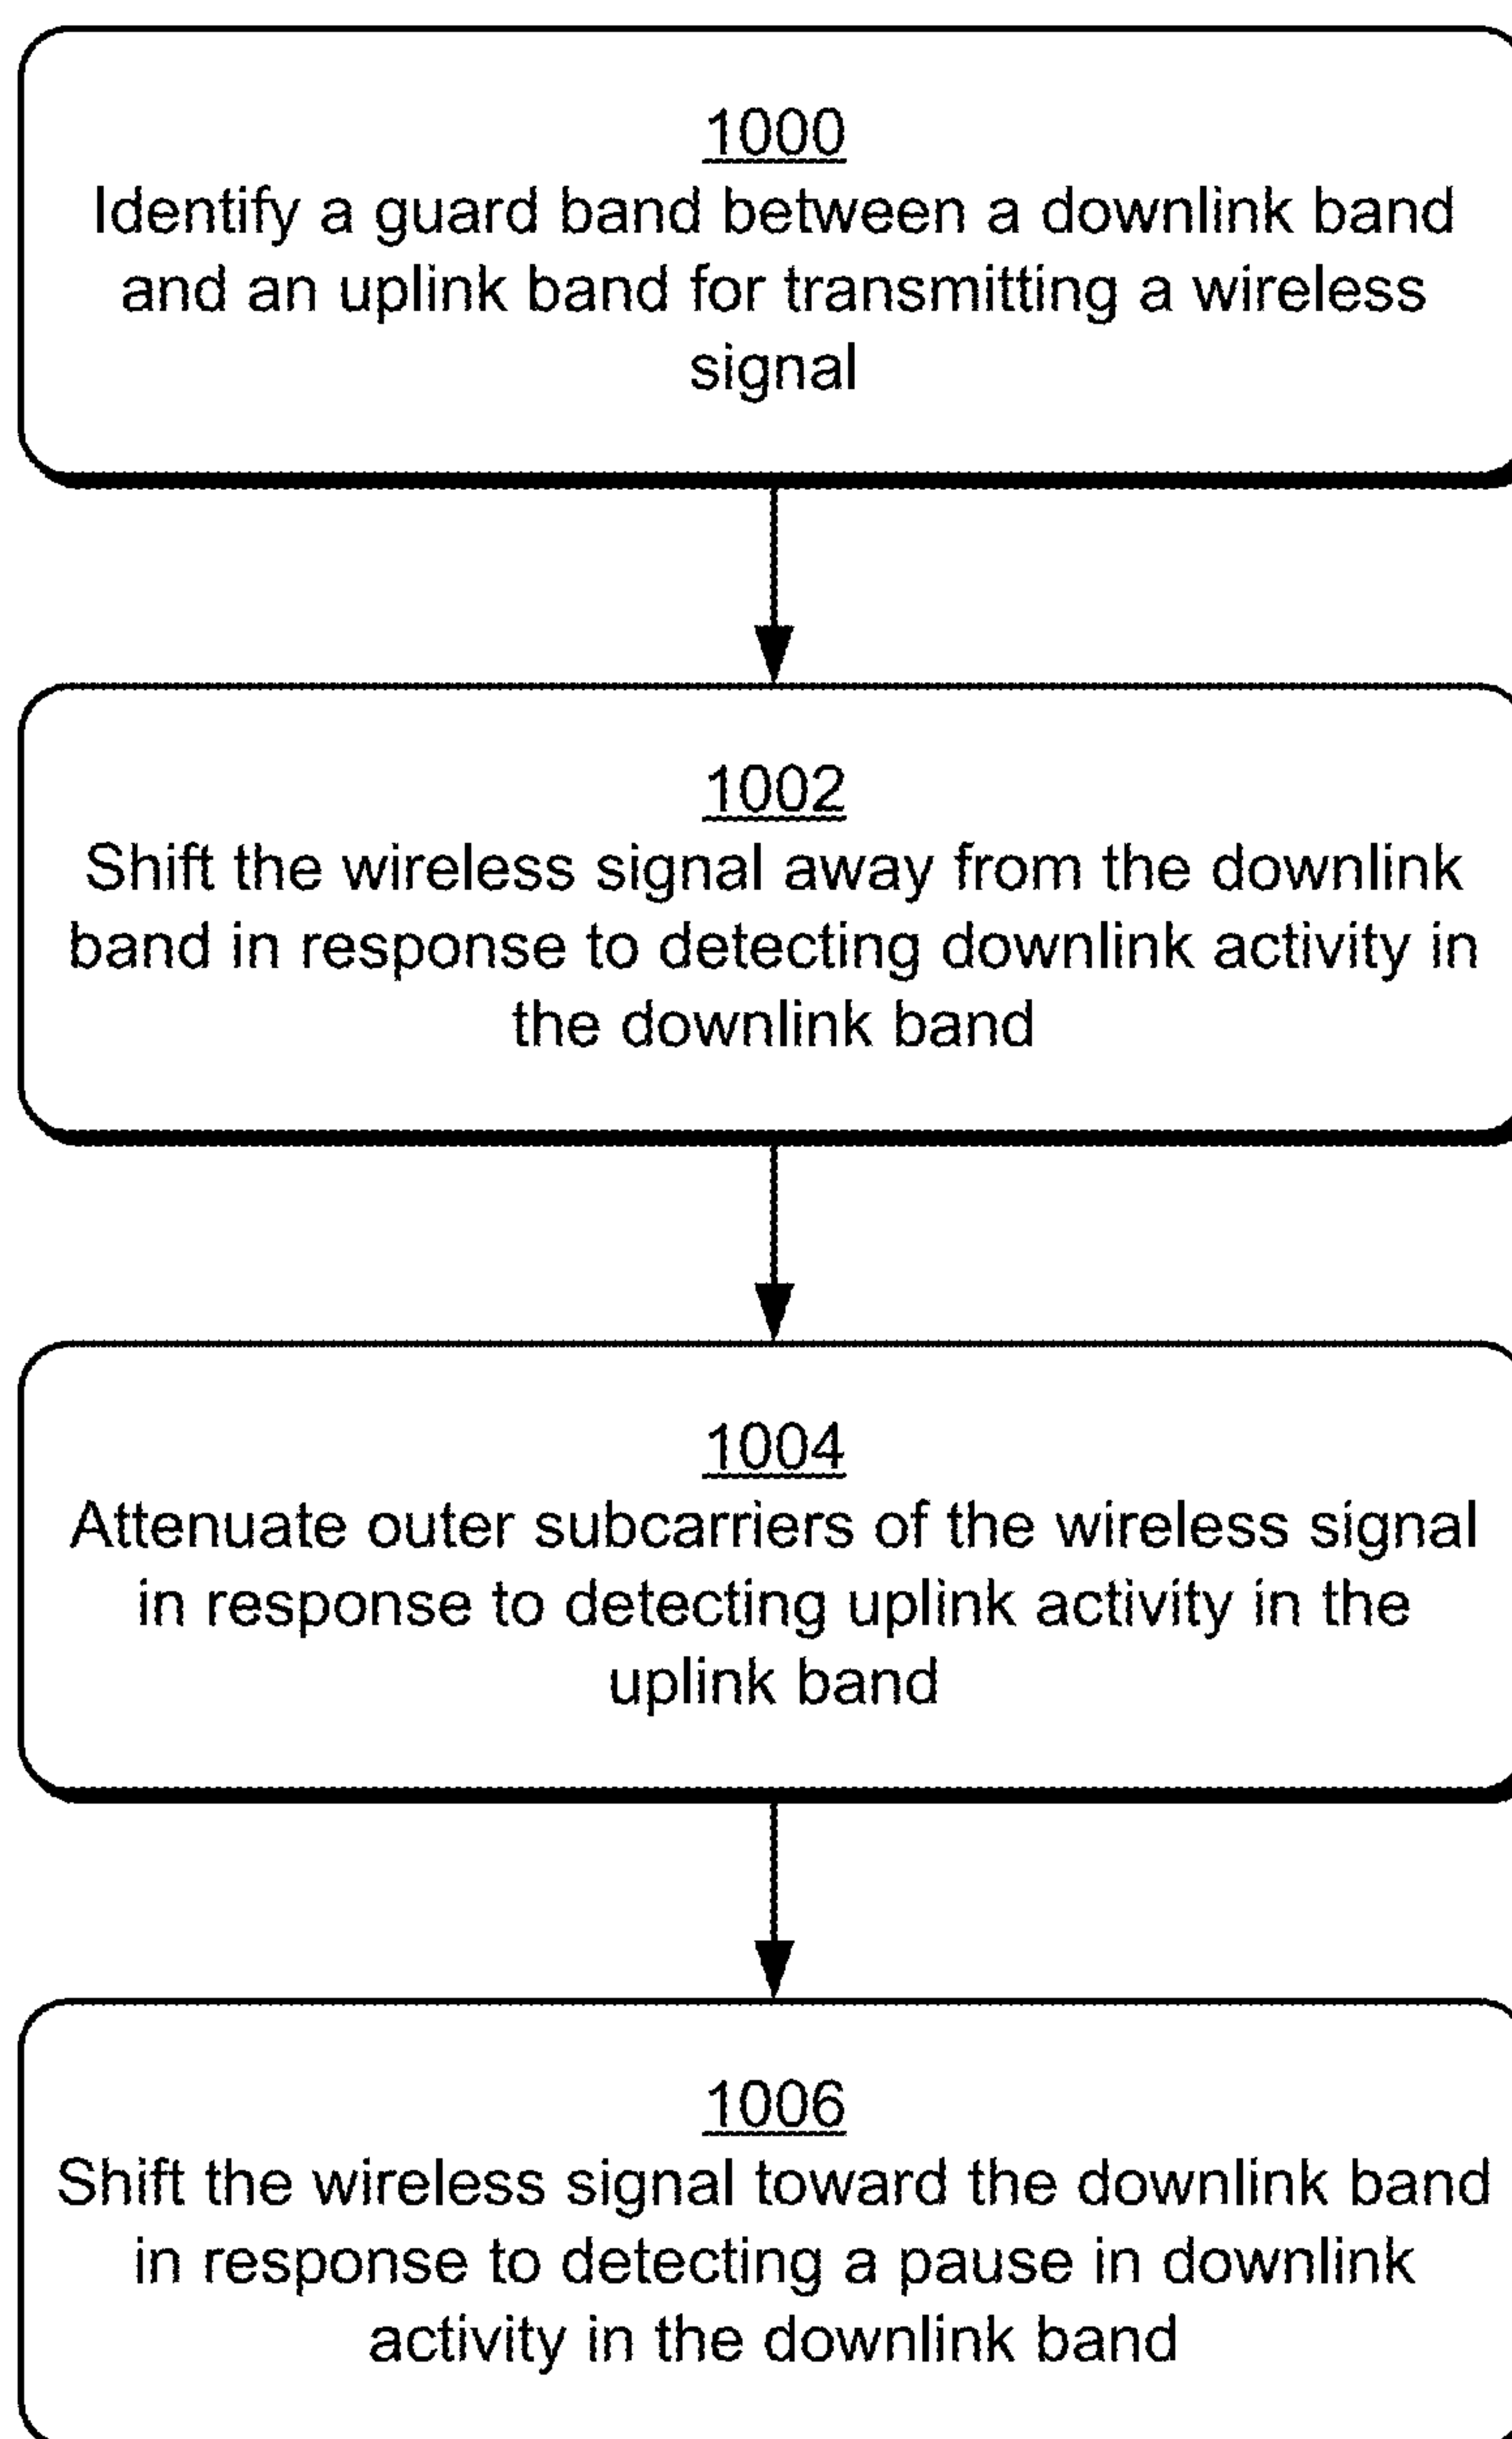 1000
Identify a guard band between a downlink band
and an uplink band for transmitting a wireless
signal
1002
Shift the wireless signal away from the downlink
band in response to detecting downlink activity in
the downlink band
1004
Attenuate outer subcarriers of the wireless signal
in response to detecting uplink activity in the
uplink band
1006
Shift the wireless signal toward the downlink band
in response to detecting a pause in downlink
activity in the downlink band